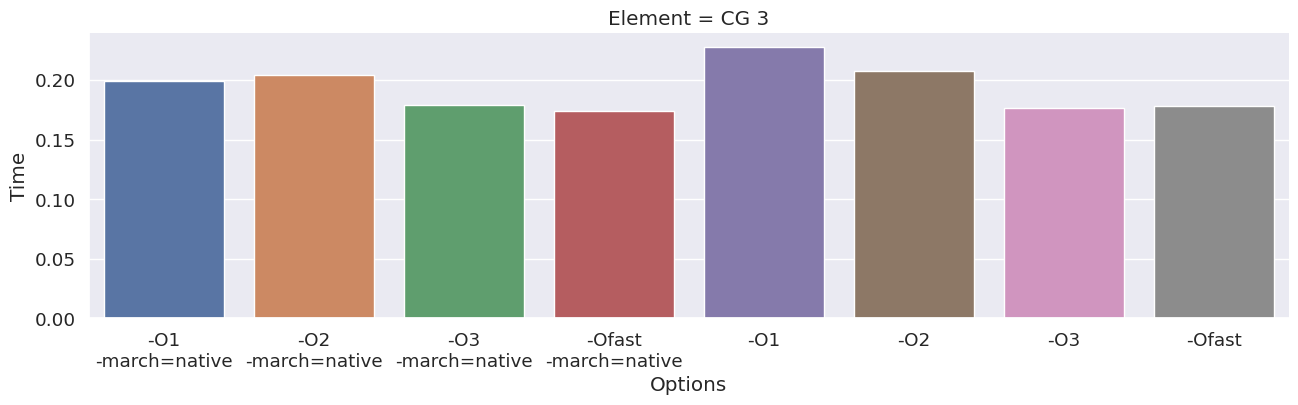 Element = CG 3
Time
0.20
0.15
0.10
0.05
0.00
-O1 -O2 -O3 -Ofast -O1 -O2 -O3 -Ofast
-march=native -march=native -march=native -march=native
Options